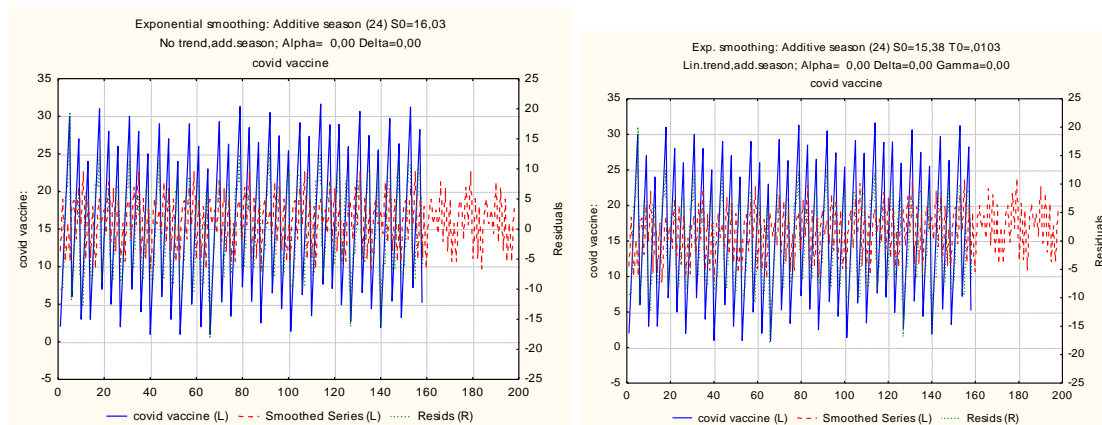 Exponential smoothing: Additive season (24) S0=16,03
No trend,add.season; Alpha= 0,00 Delta=0,00
covid vaccine
35
30
25
20
15
10
5
0
-5
covid vaccine:
25
20
15
10
5
0
-5
-10
-15
-20
-25
Residuals
0 20 40 60 80 100 120 140 160 180 200
covid vaccine (L) Smoothed Series (L) Resids (R)
Exp. smoothing: Additive season (24) S0=15,38 T0=,0103
Lin.trend,add.season; Alpha= 0,00 Delta=0,00 Gamma=0,00
covid vaccine
35
30
25
20
15
10
5
0
-5
covid vaccine:
25
20
15
10
5
0
-5
-10
-15
-20
-25
Residuals
0 20 40 60 80 100 120 140 160 180 200
covid vaccine (L) Smoothed Series (L) Resids (R)